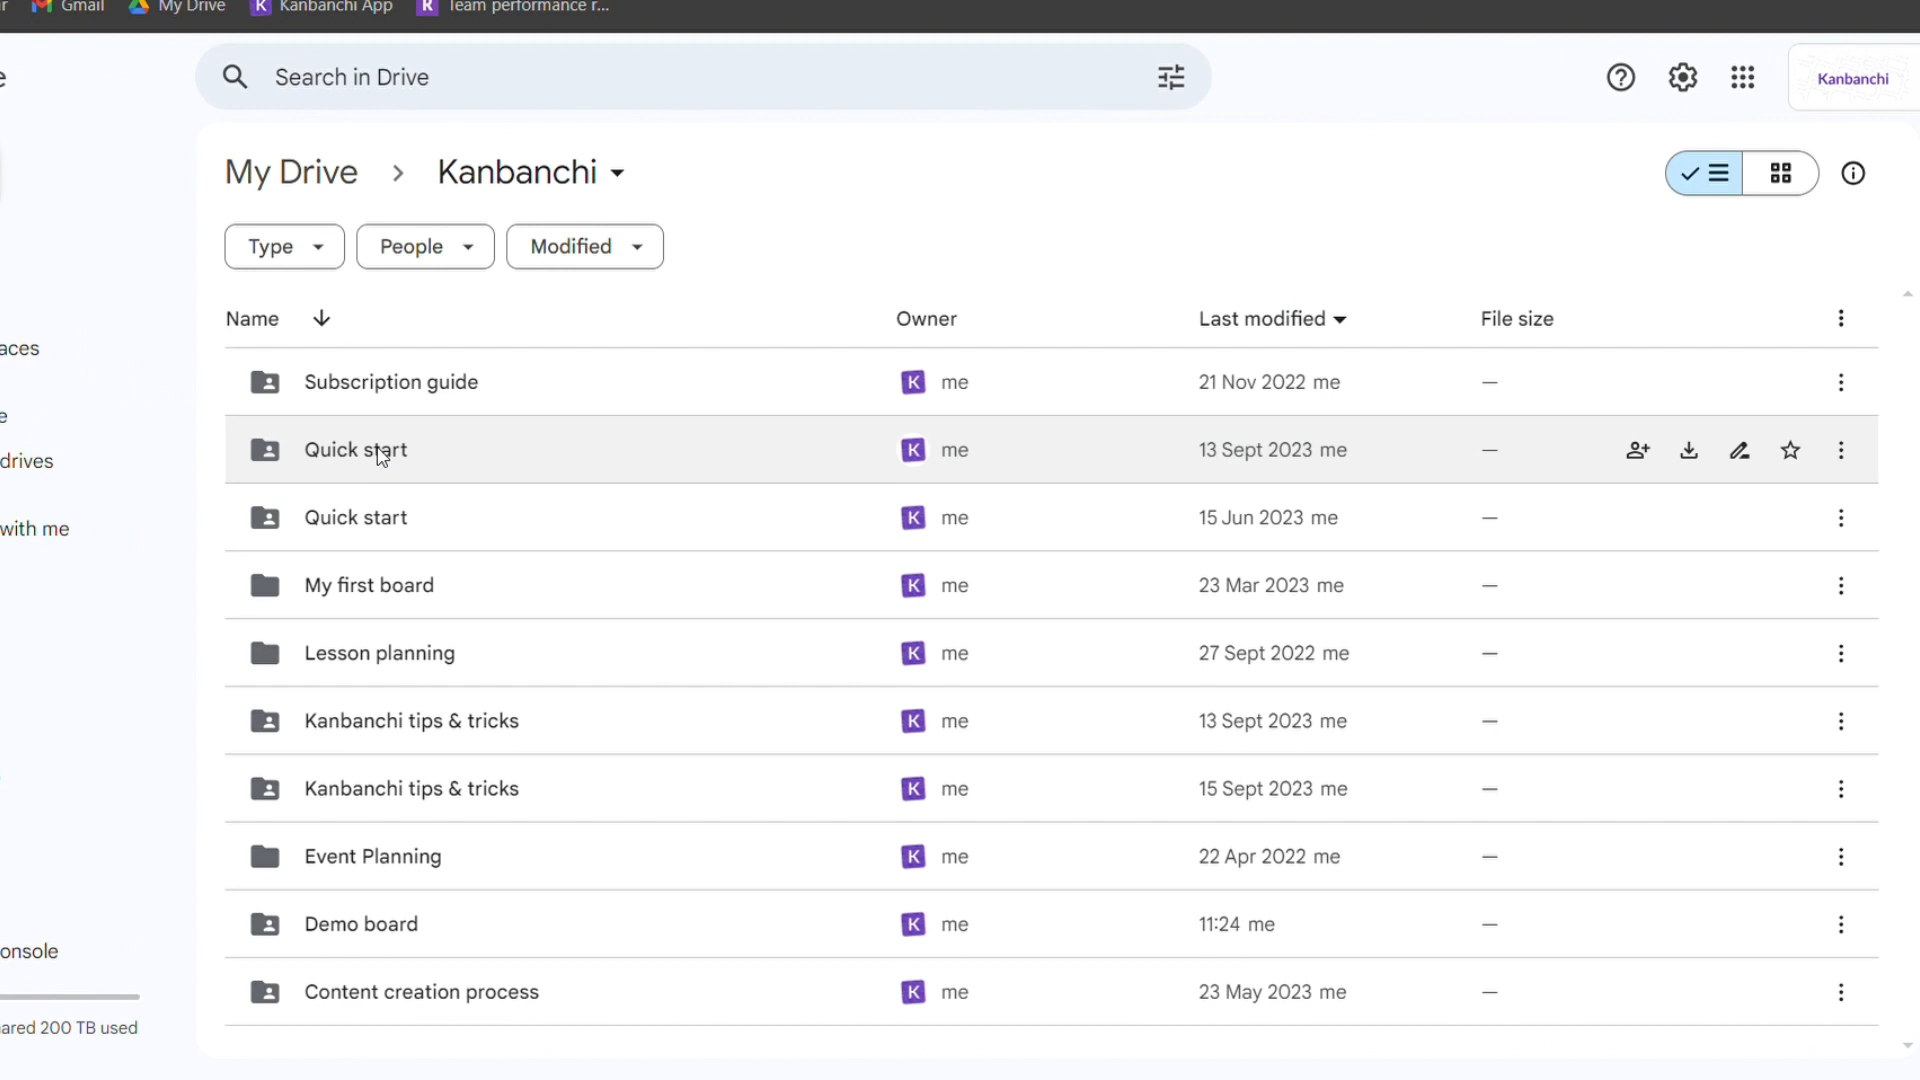 Gmail My Drive K Kanbanchi App K Team performance r...
Search in Drive
Kanbanchi
My Drive > Kanbanchi
Type People Modified
Name Owner Last modified File size
Subscription guide K me 21 Nov 2022 me —
Quick start K me 13 Sept 2023 me —
Quick start K me 15 Jun 2023 me —
My first board K me 23 Mar 2023 me —
Lesson planning K me 27 Sept 2022 me —
Kanbanchi tips & tricks K me 13 Sept 2023 me —
Kanbanchi tips & tricks K me 15 Sept 2023 me —
Event Planning K me 22 Apr 2022 me —
Demo board K me 11:24 me —
Content creation process K me 23 May 2023 me —
aces
e
drives
with me
onsole
ared 200 TB used